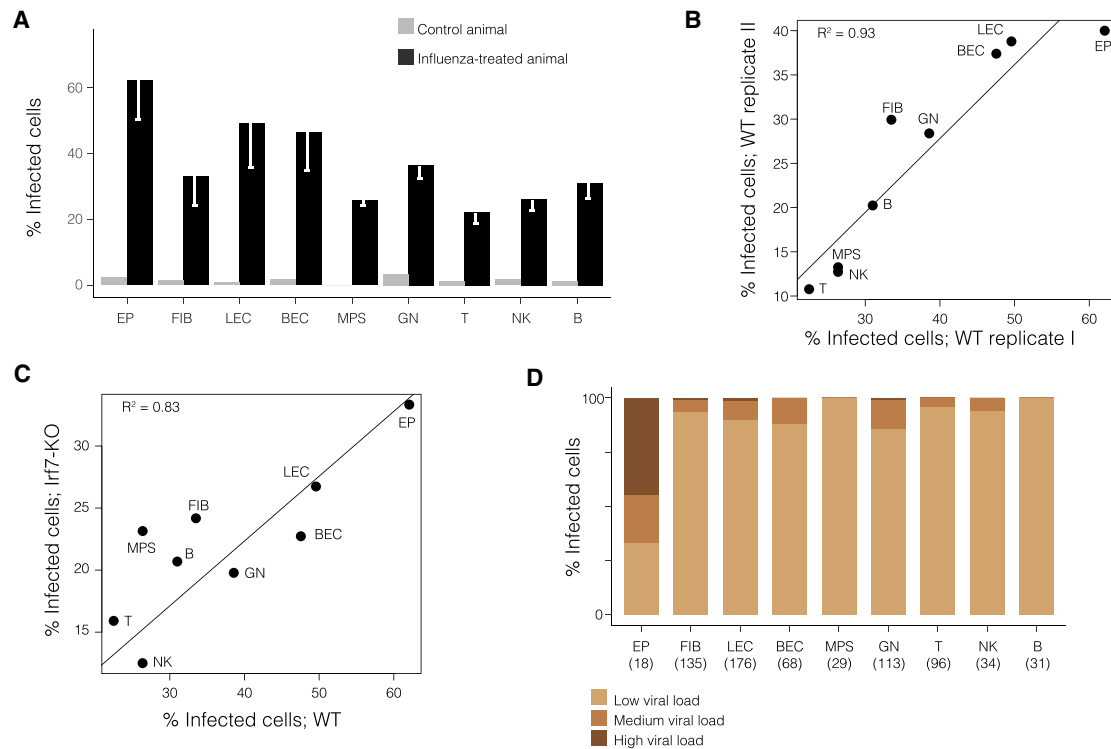 A
Control animal
Influenza-treated animal
% Infected cells
60
40
20
0
EP FIB LEC BEC MPS GN T NK B
B
R² = 0.93
% Infected cells; WT replicate II
40
35
30
25
20
15
10
LEC
BEC
EP
FIB
GN
B
MPS
NK
T
30 40 50 60
% Infected cells; WT replicate I
C
R² = 0.83
% Infected cells; Irf7-KO
30
25
20
15
EP
LEC
FIB
MPS
B
BEC
GN
T
NK
30 40 50 60
% Infected cells; WT
D
% Infected cells
100
0
EP FIB LEC BEC MPS GN T NK B
(18) (135) (176) (68) (29) (113) (96) (34) (31)
Low viral load
Medium viral load
High viral load